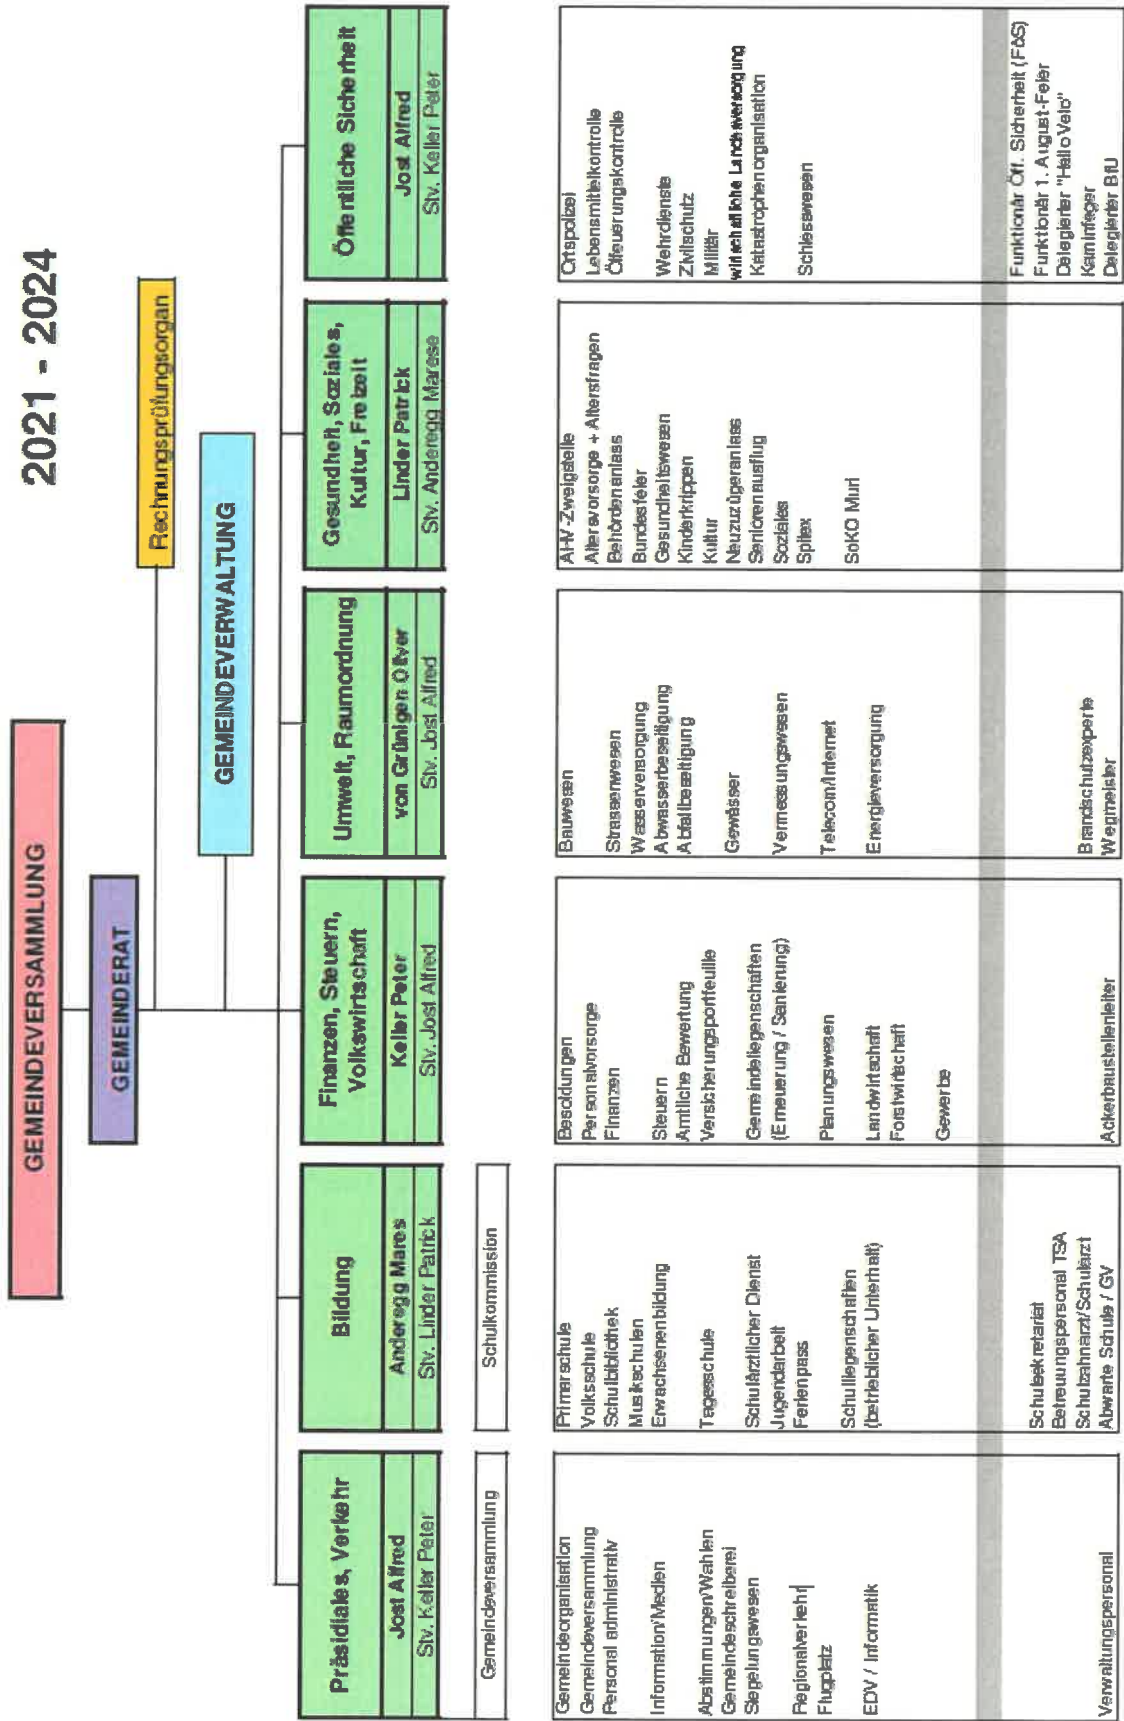 2021 - 2024
GEMEINDEVERSAMMLUNG
GEMEINDERAT
Rechnungsprüfungsorgan
GEMEINDEVERWALTUNG
Präsidiales, Verkehr
Jost Alfred
Stv. Keller Peter
Bildung
Anderegg Mares
Stv. Linder Patrick
Finanzen, Steuern,
Volkswirtschaft
Keller Peter
Stv. Jost Alfred
Umwelt, Raumordnung
von Grünigen Oliver
Stv. Jost Alfred
Gesundheit, Soziales,
Kultur, Freizeit
Linder Patrick
Stv. Anderegg Marese
Öffentliche Sicherheit
Jost Alfred
Stv. Keller Peter
Gemeindeversammlung
Schulkommission
Gemeindeorganisation
Gemeindeversammlung
Personal administrativ
Information/Medien
Abstimmungen/Wahlen
Gemeindeschreiberei
Siegelungswesen
Regionalverkehr
Flugplatz
EDV / Informatik
Verwaltungspersonal
Primarschule
Volksschule
Schulbibliothek
Musikschulen
Erwachsenenbildung
Tagesschule
Schulärztlicher Dienst
Jugendarbeit
Ferienpass
Schulliegenschaften
(betrieblicher Unterhalt)
Schulsekretariat
Betreuungspersonal TSA
Schulzahnarzt/Schularzt
Abwarte Schule / GV
Besoldungen
Personalvorsorge
Finanzen
Steuern
Amtliche Bewertung
Versicherungsportfeuille
Gemeindeliegenschaften
(Erneuerung / Sanierung)
Planungswesen
Landwirtschaft
Forstwirtschaft
Gewerbe
Ackerbaustellenleiter
Bauwesen
Strassenwesen
Wasserversorgung
Abwasserbeseitigung
Abfallbeseitigung
Gewässer
Vermessungswesen
Telecom/Internet
Energieversorgung
Brandschutzexperte
Wegmeister
AHV-Zweigstelle
Altersvorsorge + Altersfragen
Behördenanlass
Bundesfeier
Gesundheitswesen
Kinderkrippen
Kultur
Neuzuzügeranlass
Seniorenausflug
Soziales
Spitex
SoKO Muri
Ortspolizei
Lebensmittelkontrolle
Ölfeuerungskontrolle
Wehrdienste
Zivilschutz
Militär
wirtschaftliche Landesversorgung
Katastrophenorganisation
Schiesswesen
Funktionär Öff. Sicherheit (FöS)
Funktionär 1. August-Feier
Delegierter "Hallo Velo"
Kaminfeger
Delegierter BfU